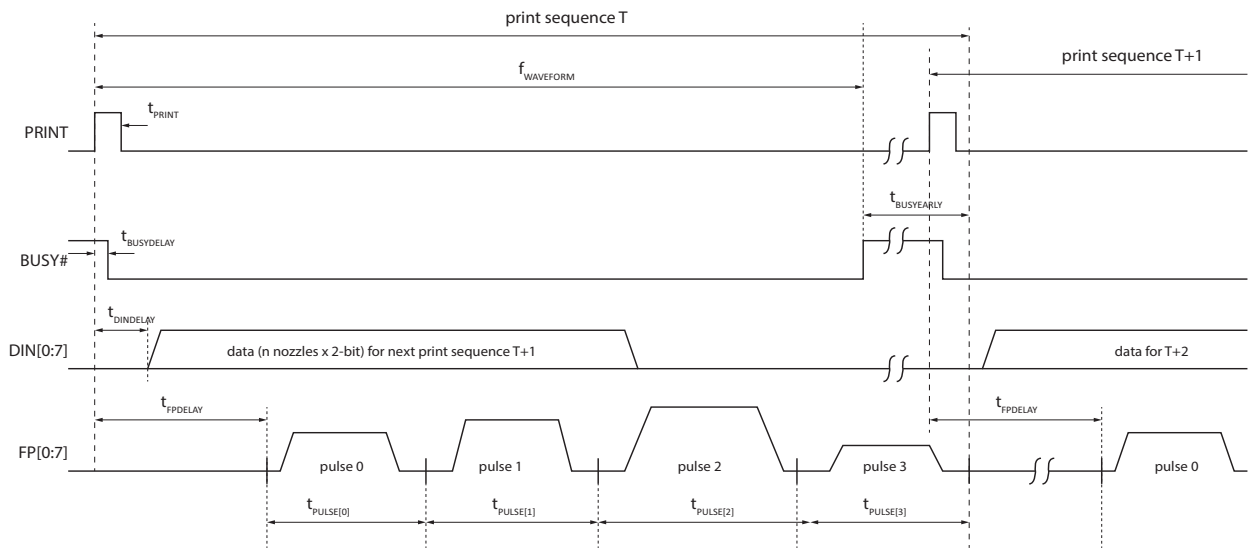 print sequence T
print sequence T+1
fWAVEFORM
tPRINT
PRINT
tBUSYEARLY
tBUSYDELAY
BUSY#
tDINDELAY
DIN[0:7]
data (n nozzles x 2-bit) for next print sequence T+1
data for T+2
tFPDELAY
tFPDELAY
FP[0:7]
pulse 0
pulse 1
pulse 2
pulse 3
pulse 0
tPULSE[0]
tPULSE[1]
tPULSE[2]
tPULSE[3]